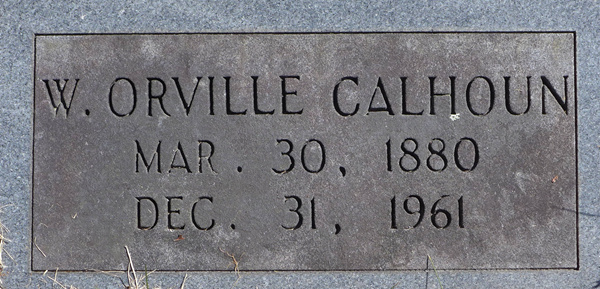 W. ORVILLE CALHOUN
MAR. 30, 1880
DEC. 31, 1961